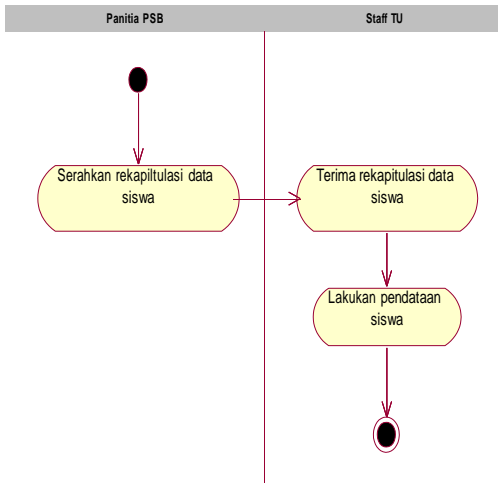 Panitia PSB
Staff TU
Serahkan rekapiltulasi data
siswa
Terima rekapitulasi data
siswa
Lakukan pendataan
siswa